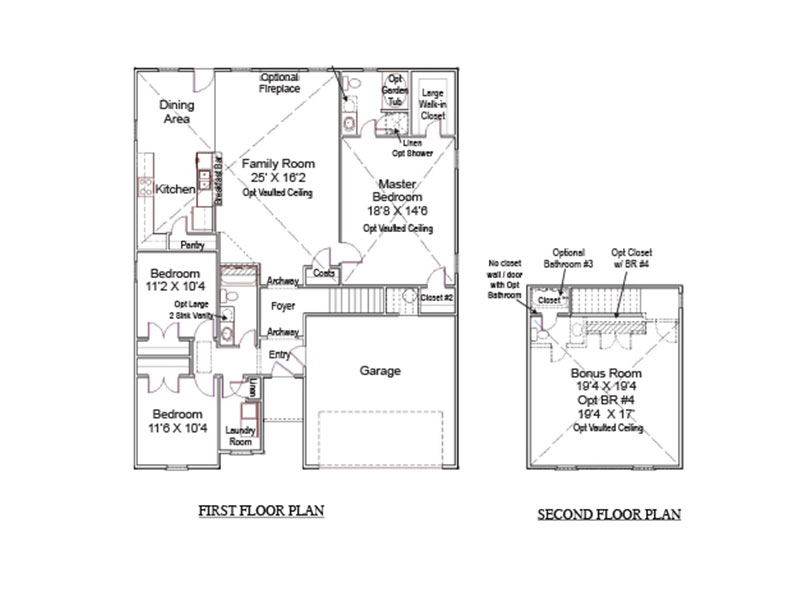 Optional
Fireplace
Opt
Garden
Tub
Large
Walk-in
Closet
Dining
Area
Linen
Opt Shower
Family Room
25' X 16'2
Opt Vaulted Ceiling
Breakfast Bar
Kitchen
Master
Bedroom
18'8 X 14'6
Opt Vaulted Ceiling
Pantry
Coats
Archway
Bedroom
11'2 X 10'4
Opt Large
2 Sink Vanity
Foyer
Closet #2
Archway
Entry
Garage
Linen
Bedroom
11'6 X 10'4
Laundry
Room
FIRST FLOOR PLAN
No closet
wall / door
with Opt
Bathroom
Optional
Bathroom #3
Opt Closet
w/ BR #4
Closet
Bonus Room
19'4 X 19'4
Opt BR #4
19'4 X 17'
Opt Vaulted Ceiling
SECOND FLOOR PLAN